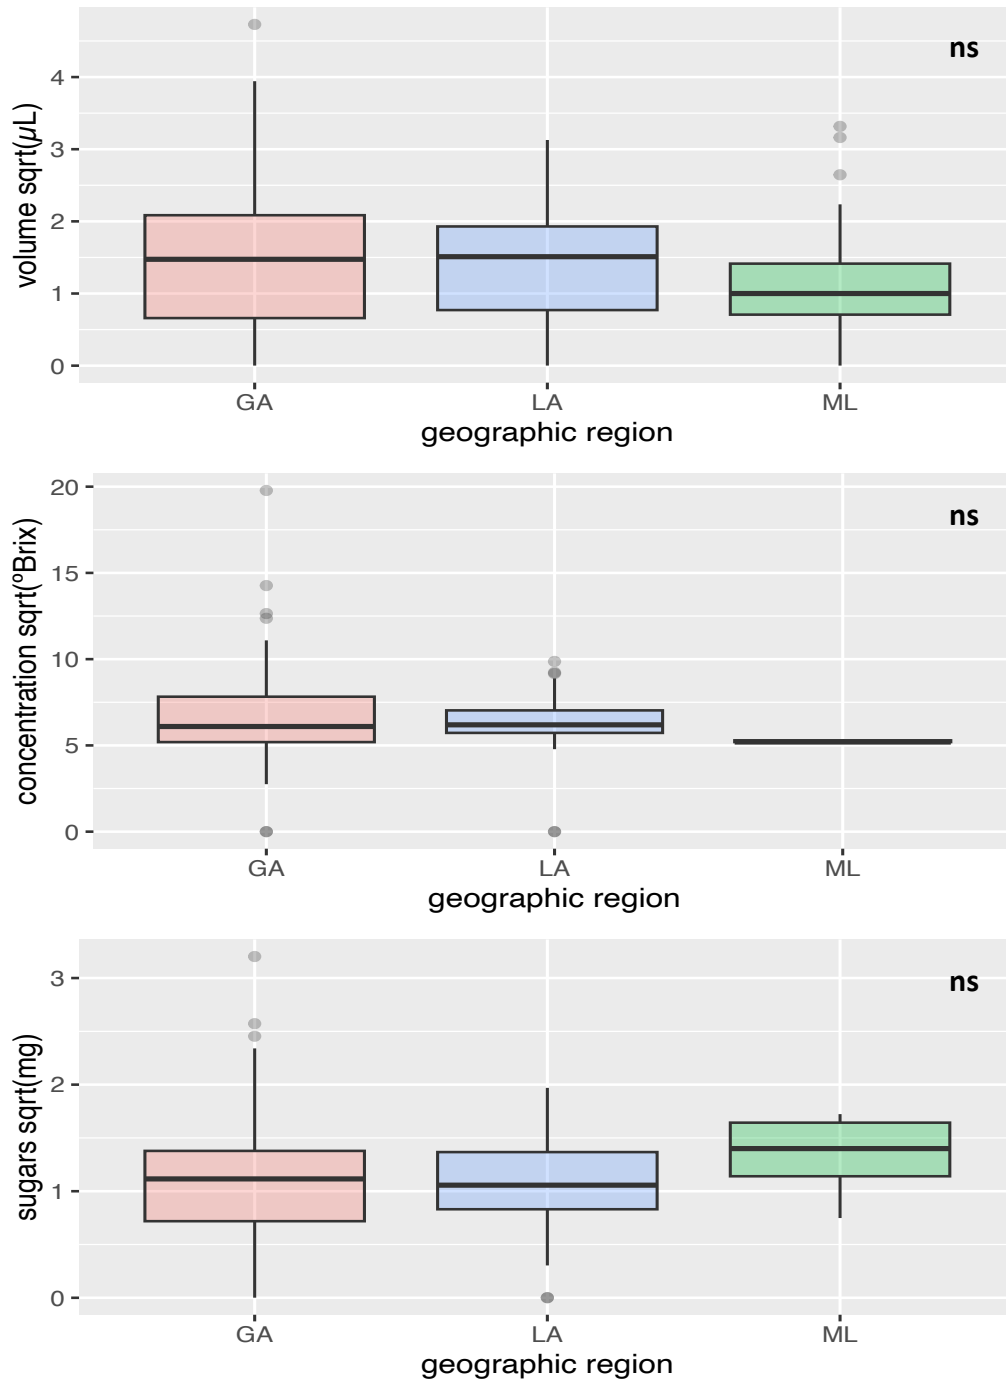 ns
volume sqrt(µL)
4
3
2
1
0
GA LA ML
geographic region
ns
concentration sqrt(ºBrix)
20
15
10
5
0
GA LA ML
geographic region
ns
sugars sqrt(mg)
3
2
1
0
GA LA ML
geographic region